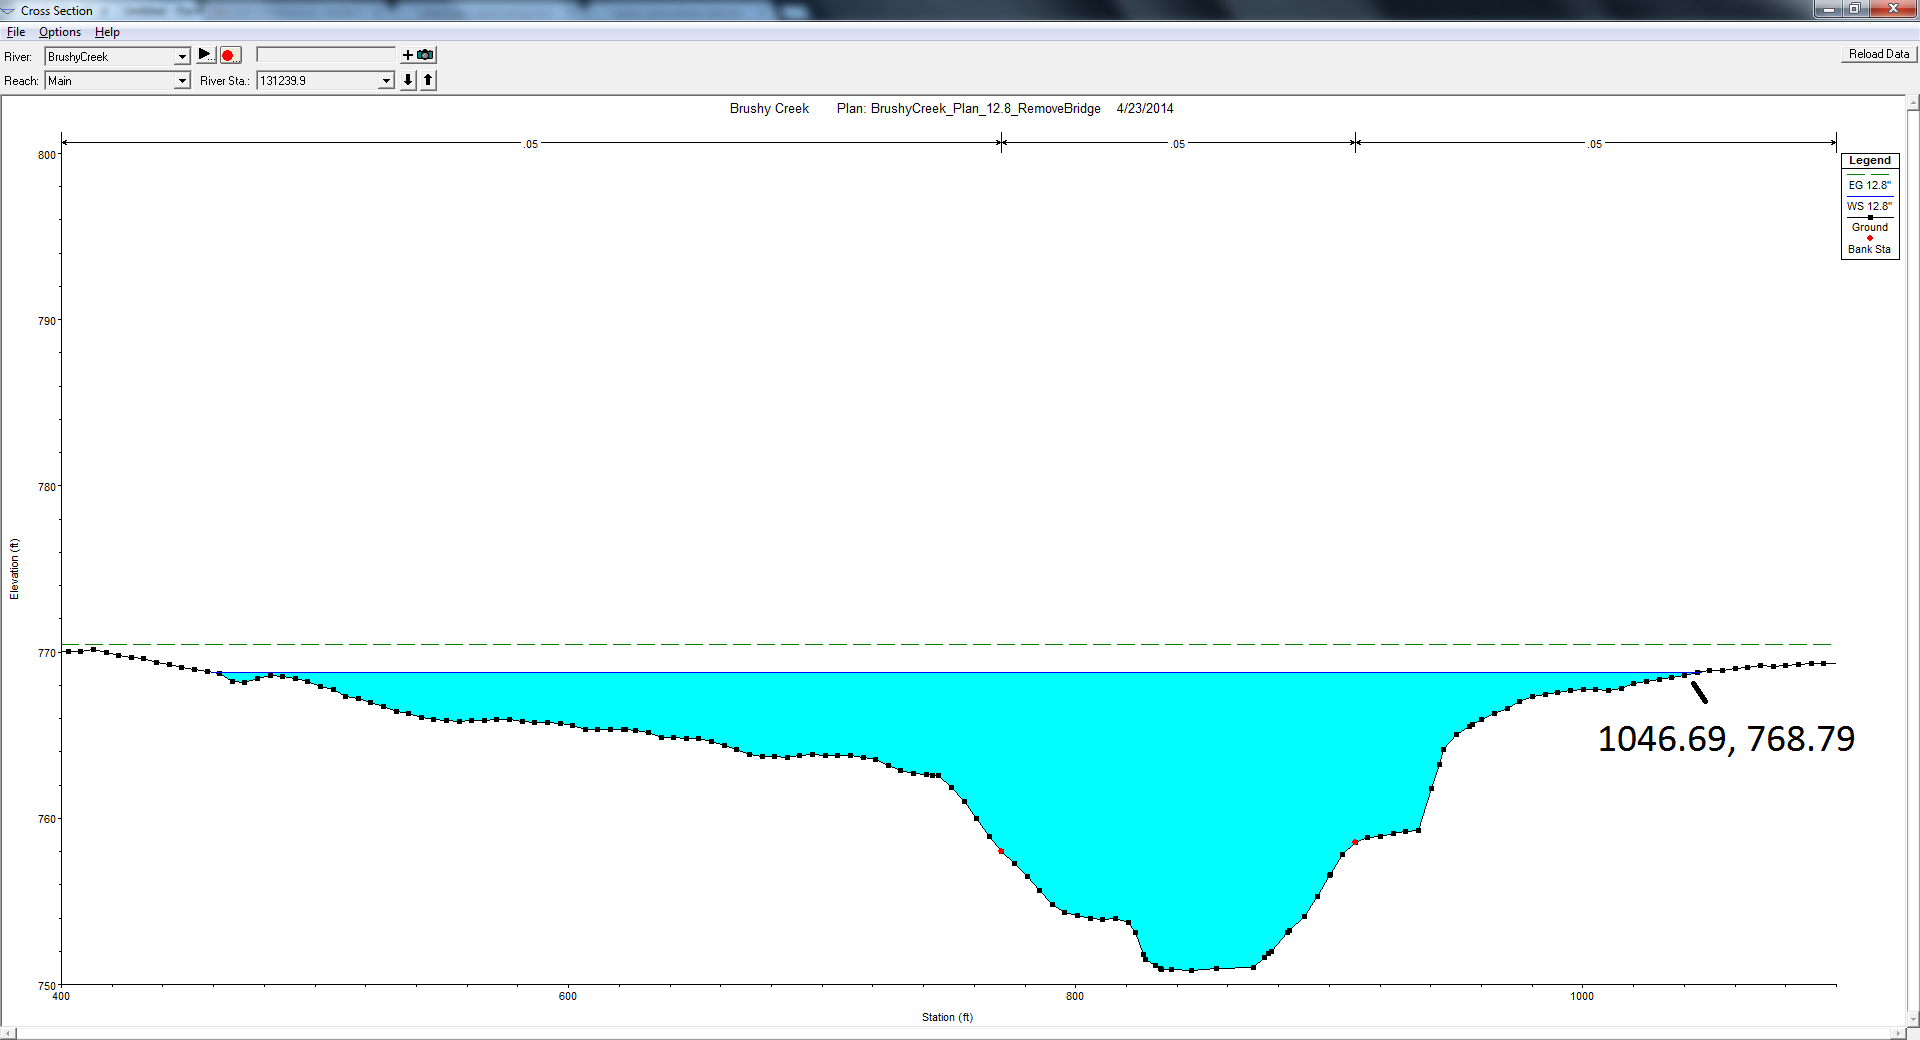 Cross Section
File Options Help
River: BrushyCreek
Reload Data
Reach: Main River Sta.: 131239.9
Brushy Creek Plan: BrushyCreek_Plan_12.8_RemoveBridge 4/23/2014
.05 .05 .05
800
Legend
EG 12.8"
WS 12.8"
Ground
Bank Sta
790
780
Elevation (ft)
770
1046.69, 768.79
760
750
400 600 800 1000
Station (ft)